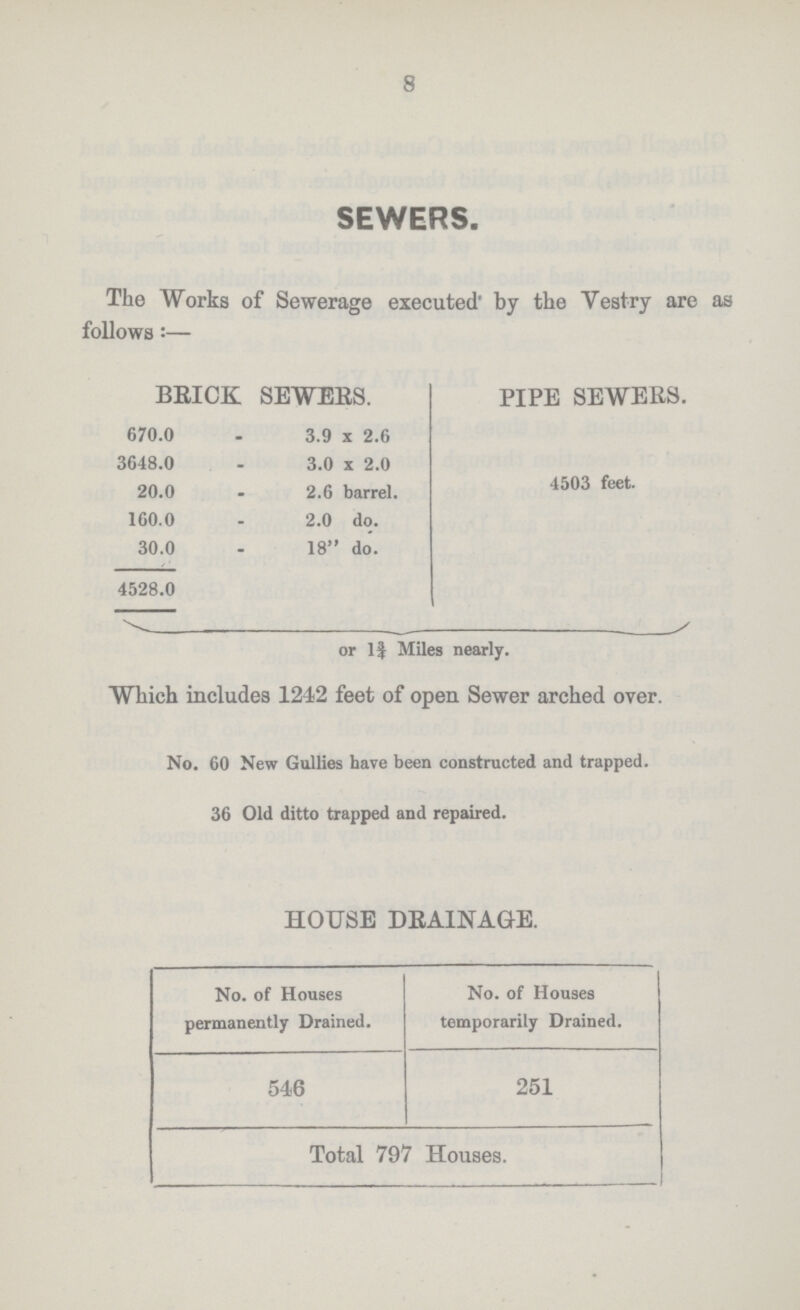 8
SEWERS.
The Works of Sewerage executed by the Vestry are as
follows :—
BRICK SEWERS.
670.0 - 3.9 x 2.6
3648.0 - 3.0 x 2.0
20.0 - 2.6 barrel.
160.0 - 2.0 do.
30.0 - 18" do.
4528.0
PIPE SEWERS.
4503 feet.
or 1¾ Miles nearly.
Which includes 1242 feet of open Sewer arched over.
No. 60 New Gullies have been constructed and trapped.
36 Old ditto trapped and repaired.
HOUSE DRAINAGE.
No. of Houses
permanently Drained.
No. of Houses
temporarily Drained.
546
251
Total 797 Houses.